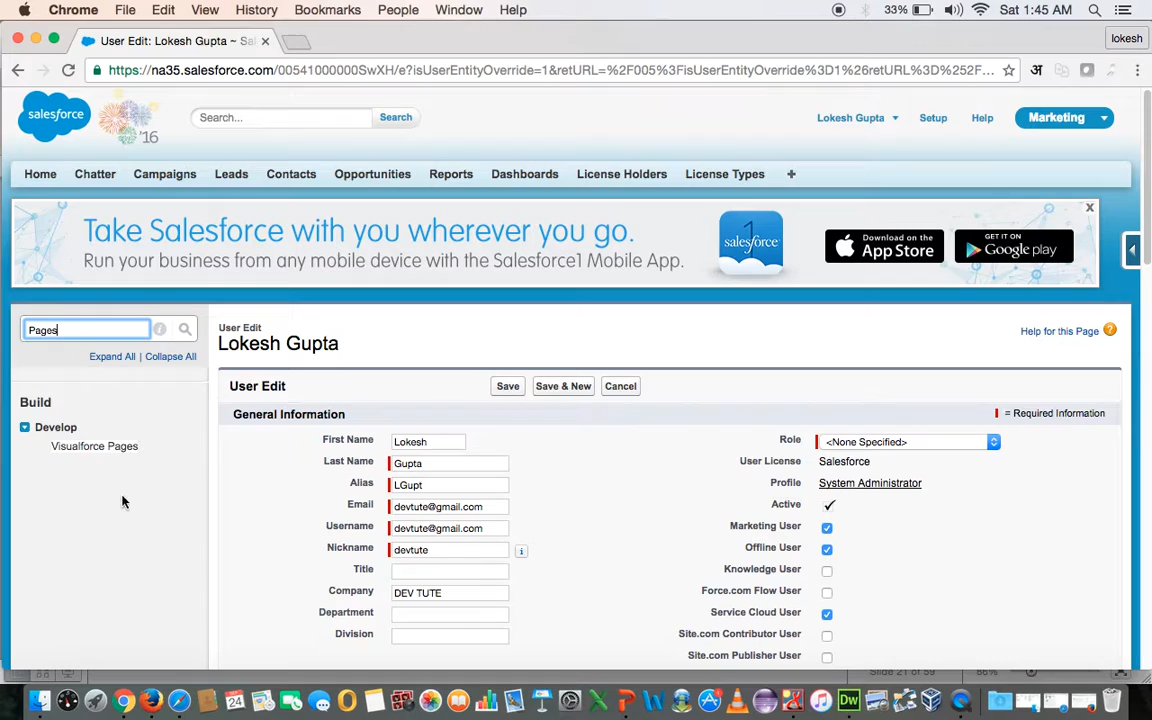 Chrome File Edit View History Bookmarks People Window Help 33% Sat 1:45 AM
User Edit: Lokesh Gupta ~ Sa
lokesh
https://na35.salesforce.com/00541000000SwXH/e?isUserEntityOverride=1&retURL=%2F005%3FisUserEntityOverride%3D1%26retURL%3D%252F...
अ
salesforce
'16
Search...
Search
Lokesh Gupta
Setup
Help
Marketing
Home Chatter Campaigns Leads Contacts Opportunities Reports Dashboards License Holders License Types +
Take Salesforce with you wherever you go.
Run your business from any mobile device with the Salesforce1 Mobile App.
1
salesforce
Download on the
App Store
GET IT ON
Google play
X
Pages
Expand All | Collapse All
Build
Develop
Visualforce Pages
User Edit
Lokesh Gupta
Help for this Page ?
User Edit
Save
Save & New
Cancel
General Information
= Required Information
First Name Lokesh
Last Name Gupta
Alias LGupt
Email devtute@gmail.com
Username devtute@gmail.com
Nickname devtute i
Title
Company DEV TUTE
Department
Division
Role <None Specified>
User License Salesforce
Profile System Administrator
Active
Marketing User
Offline User
Knowledge User
Force.com Flow User
Service Cloud User
Site.com Contributor User
Site.com Publisher User
Slide 21 of 59
86%
24
Dw